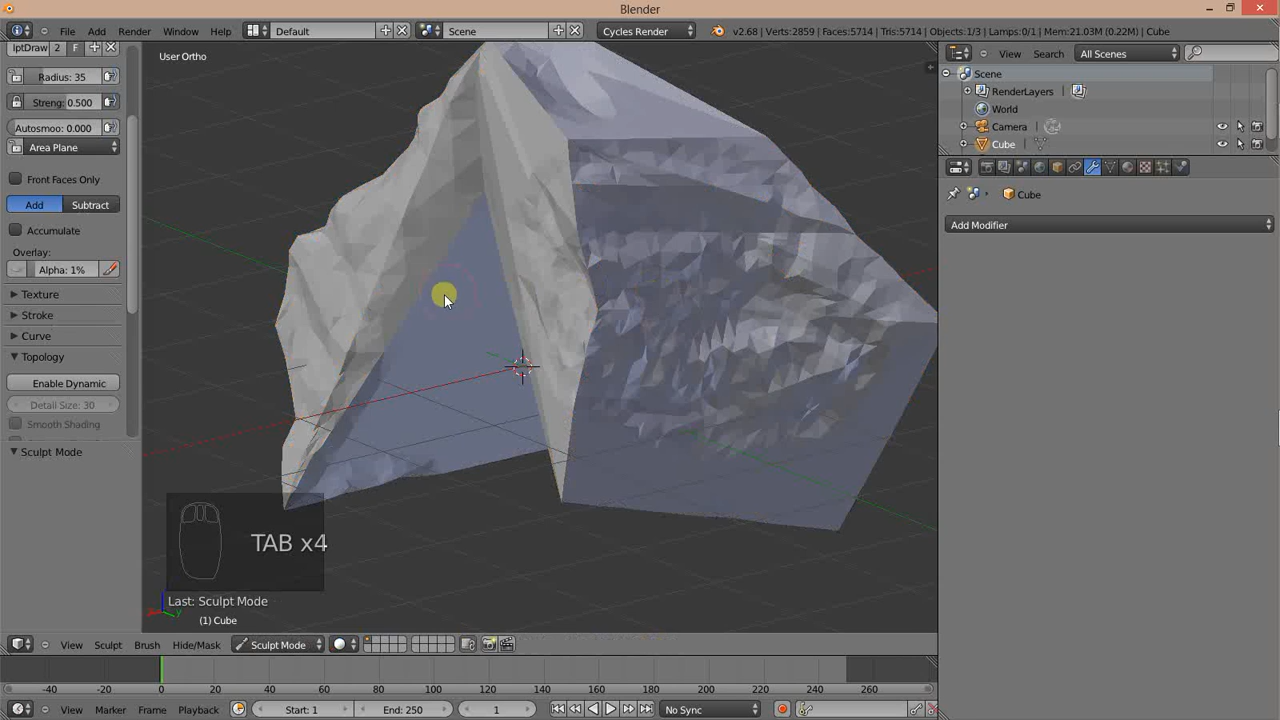 Blender
File Add Render Window Help Default Scene Cycles Render v2.68 | Verts:2859 | Faces:5714 | Tris:5714 | Objects:1/3 | Lamps:0/1 | Mem:21.03M (0.22M) | Cube
lptDraw 2 F
User Ortho
View Search All Scenes
Radius: 35
Scene
RenderLayers
Streng: 0.500
World
Autosmoo: 0.000
Camera
Area Plane
Cube
Front Faces Only
Cube
Add Subtract
Add Modifier
Accumulate
Overlay:
Alpha: 1%
Texture
Stroke
Curve
Topology
Enable Dynamic
Detail Size: 30
Smooth Shading
Sculpt Mode
TAB x4
Last: Sculpt Mode
(1) Cube
View Sculpt Brush Hide/Mask Sculpt Mode
-40 -20 0 20 40 60 80 100 120 140 160 180 200 220 240 260
View Marker Frame Playback Start: 1 End: 250 1 No Sync